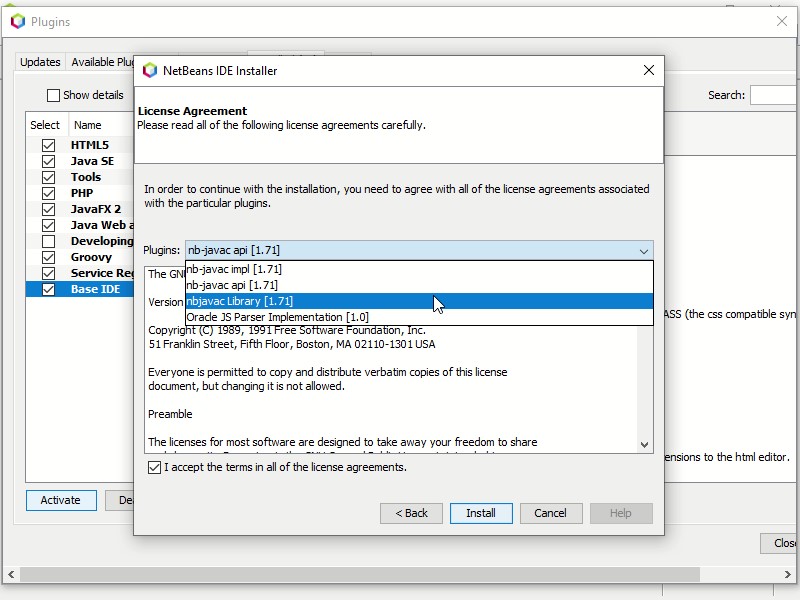 Plugins
Updates Available Plu
Show details
Search:
Select Name
HTML5
Java SE
Tools
PHP
JavaFX 2
Java Web a
Developing
Groovy
Service Reg
Base IDE
Activate
Dea
NetBeans IDE Installer
License Agreement
Please read all of the following license agreements carefully.
In order to continue with the installation, you need to agree with all of the license agreements associated
with the particular plugins.
Plugins: nb-javac api [1.71]
nb-javac impl [1.71]
nb-javac api [1.71]
nbjavac Library [1.71]
Oracle JS Parser Implementation [1.0]
The GN
Version
Copyright (C) 1989, 1991 Free Software Foundation, Inc.
51 Franklin Street, Fifth Floor, Boston, MA 02110-1301 USA
Everyone is permitted to copy and distribute verbatim copies of this license
document, but changing it is not allowed.
Preamble
The licenses for most software are designed to take away your freedom to share
I accept the terms in all of the license agreements.
< Back Install Cancel Help
ASS (the css compatible syn
ensions to the html editor.
Close